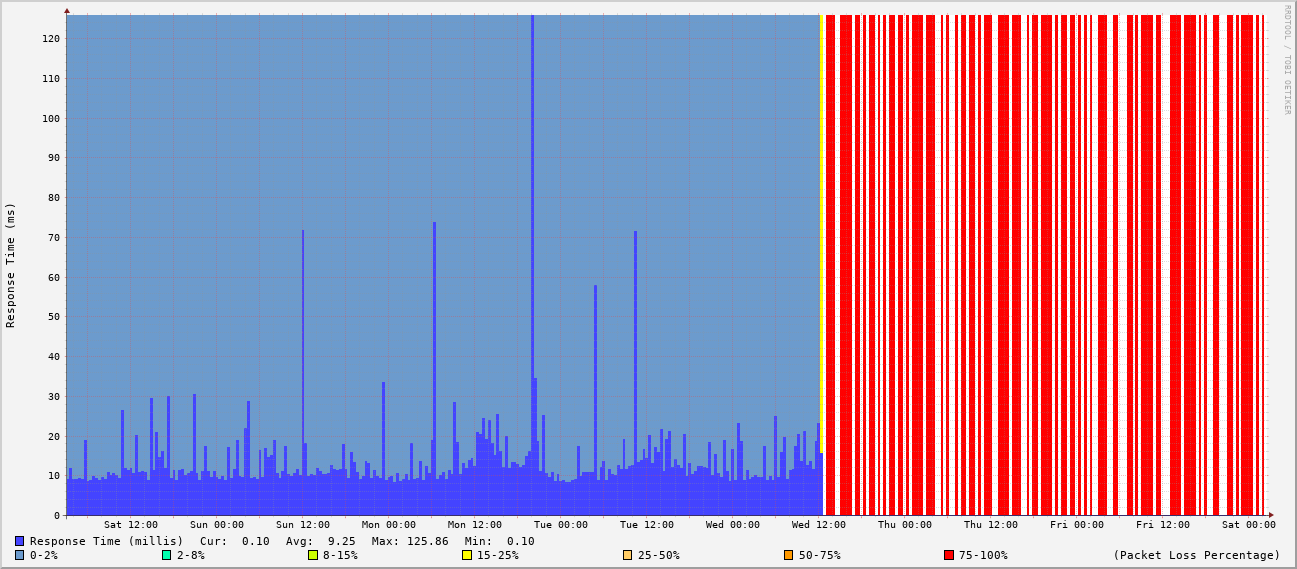 RRDTOOL / TOBI OETIKER
Response Time (ms)
120
110
100
90
80
70
60
50
40
30
20
10
0
Sat 12:00 Sun 00:00 Sun 12:00 Mon 00:00 Mon 12:00 Tue 00:00 Tue 12:00 Wed 00:00 Wed 12:00 Thu 00:00 Thu 12:00 Fri 00:00 Fri 12:00 Sat 00:00
Response Time (millis) Cur: 0.10 Avg: 9.25 Max: 125.86 Min: 0.10
0-2% 2-8% 8-15% 15-25% 25-50% 50-75% 75-100% (Packet Loss Percentage)